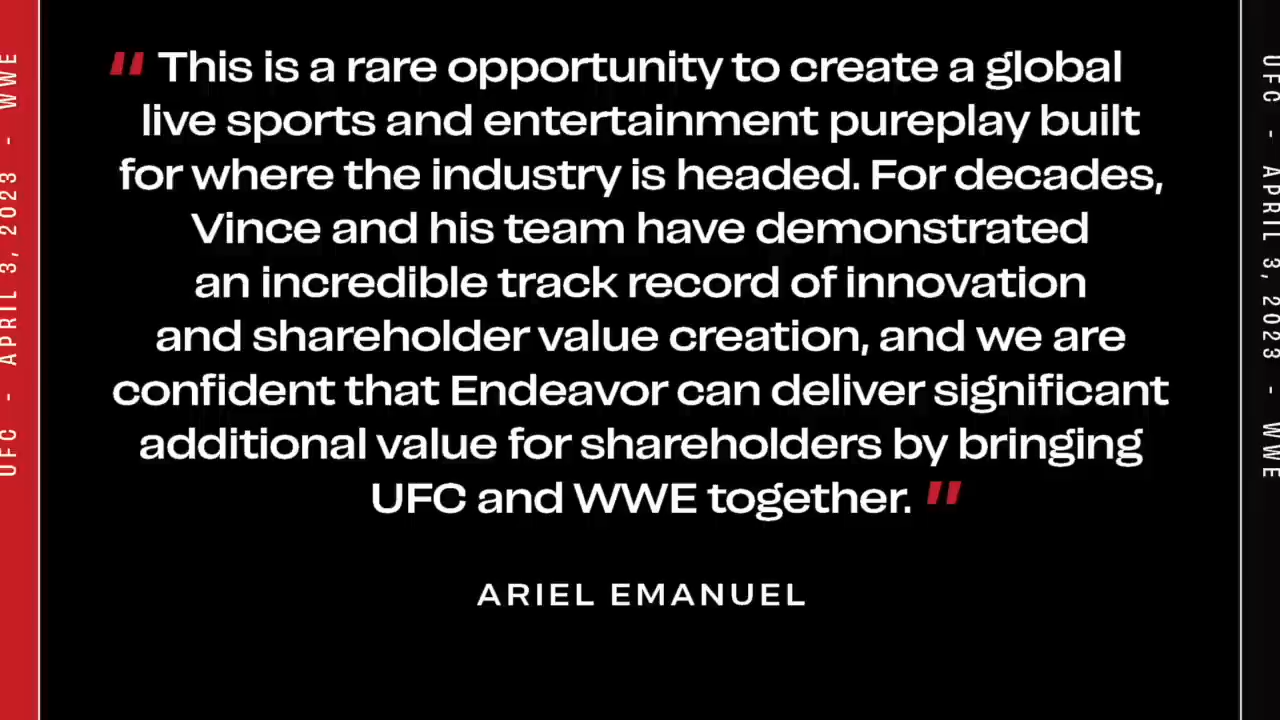 UFC - APRIL 3, 2023 - WWE
" This is a rare opportunity to create a global
live sports and entertainment pureplay built
for where the industry is headed. For decades,
Vince and his team have demonstrated
an incredible track record of innovation
and shareholder value creation, and we are
confident that Endeavor can deliver significant
additional value for shareholders by bringing
UFC and WWE together. "
ARIEL EMANUEL
UFC - APRIL 3, 2023 - WWE